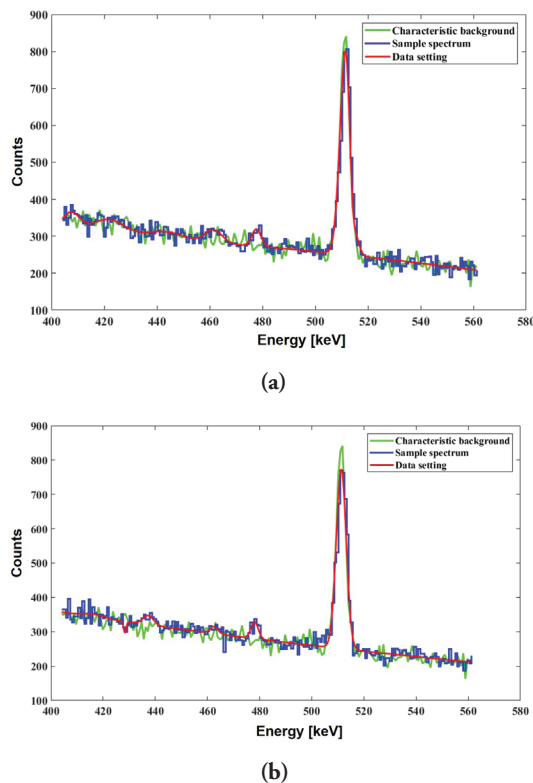 900
800
700
600
500
400
300
200
100
Counts
Characteristic background
Sample spectrum
Data setting
400 420 440 460 480 500 520 540 560 580
Energy [keV]
(a)
900
800
700
600
500
400
300
200
100
Counts
Characteristic background
Sample spectrum
Data setting
400 420 440 460 480 500 520 540 560 580
Energy [keV]
(b)